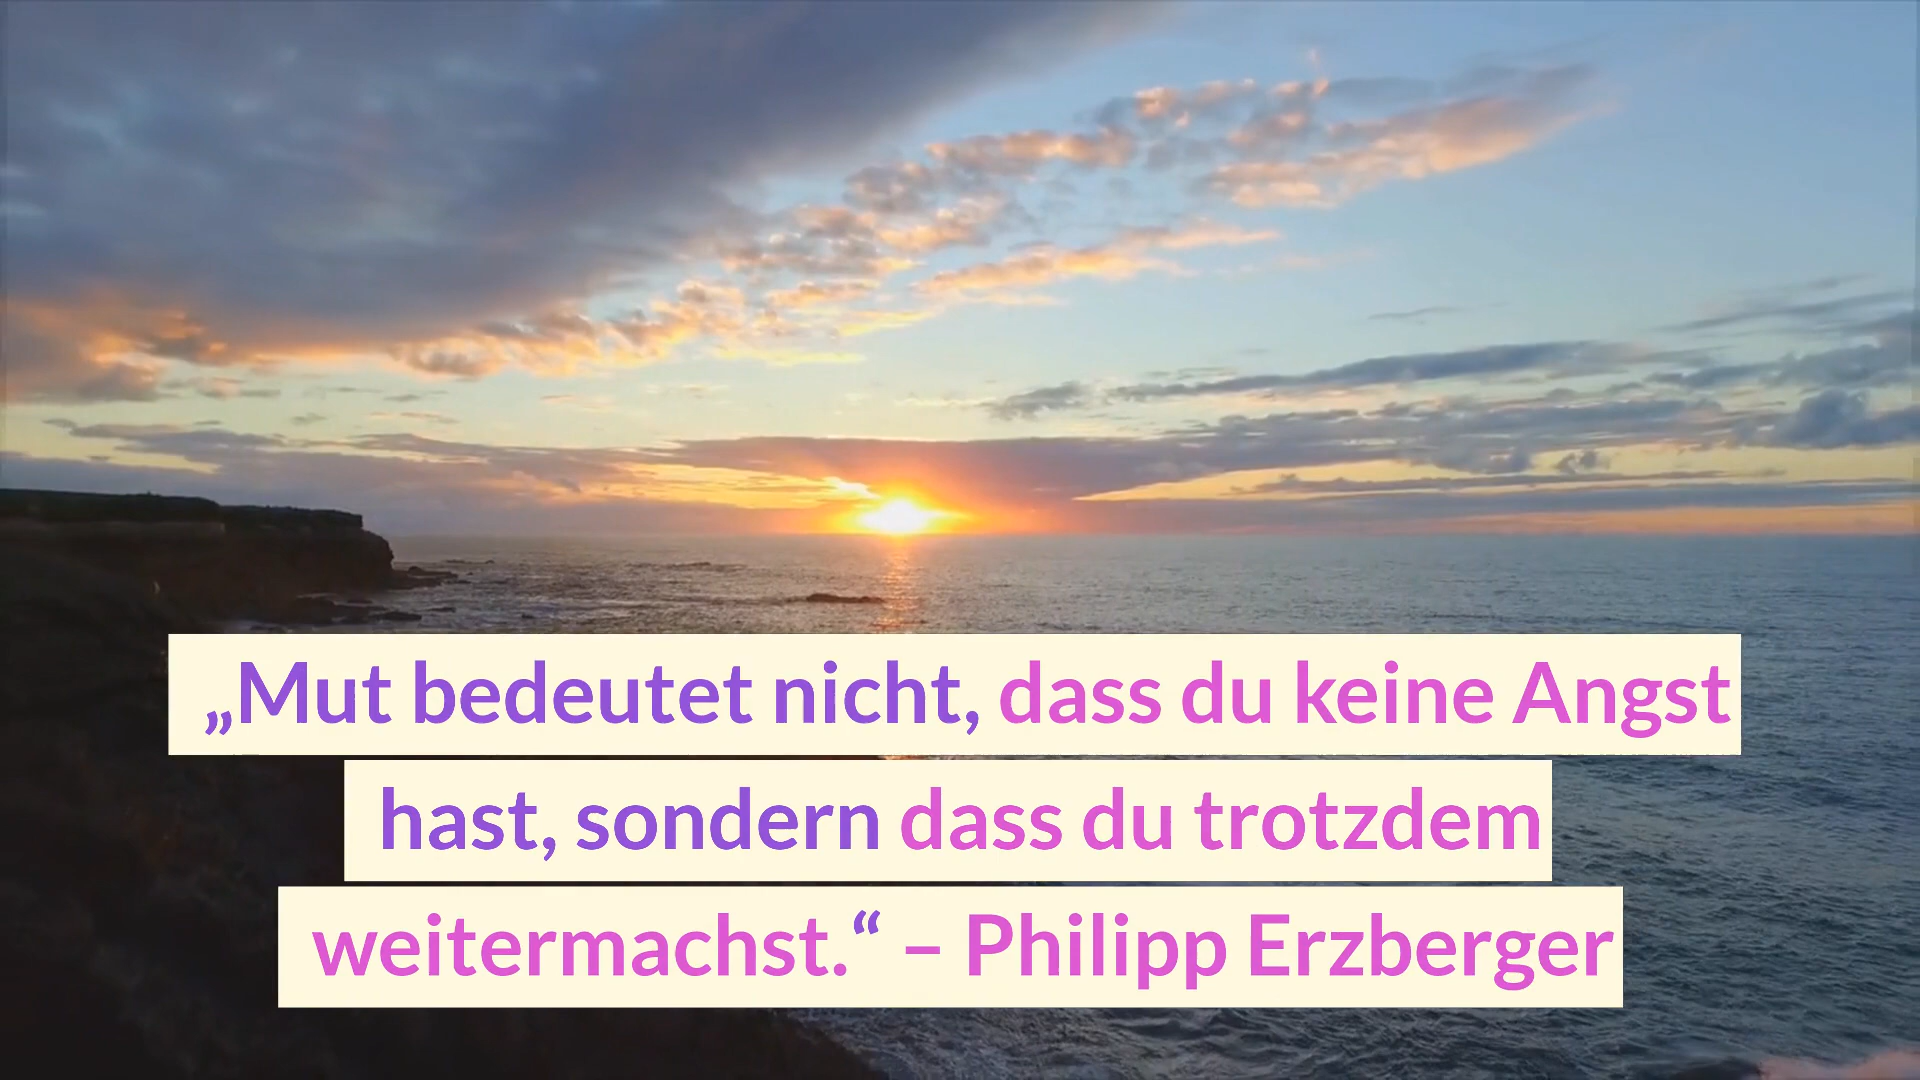 „Mut bedeutet nicht, dass du keine Angst
hast, sondern dass du trotzdem
weitermachst.“ – Philipp Erzberger